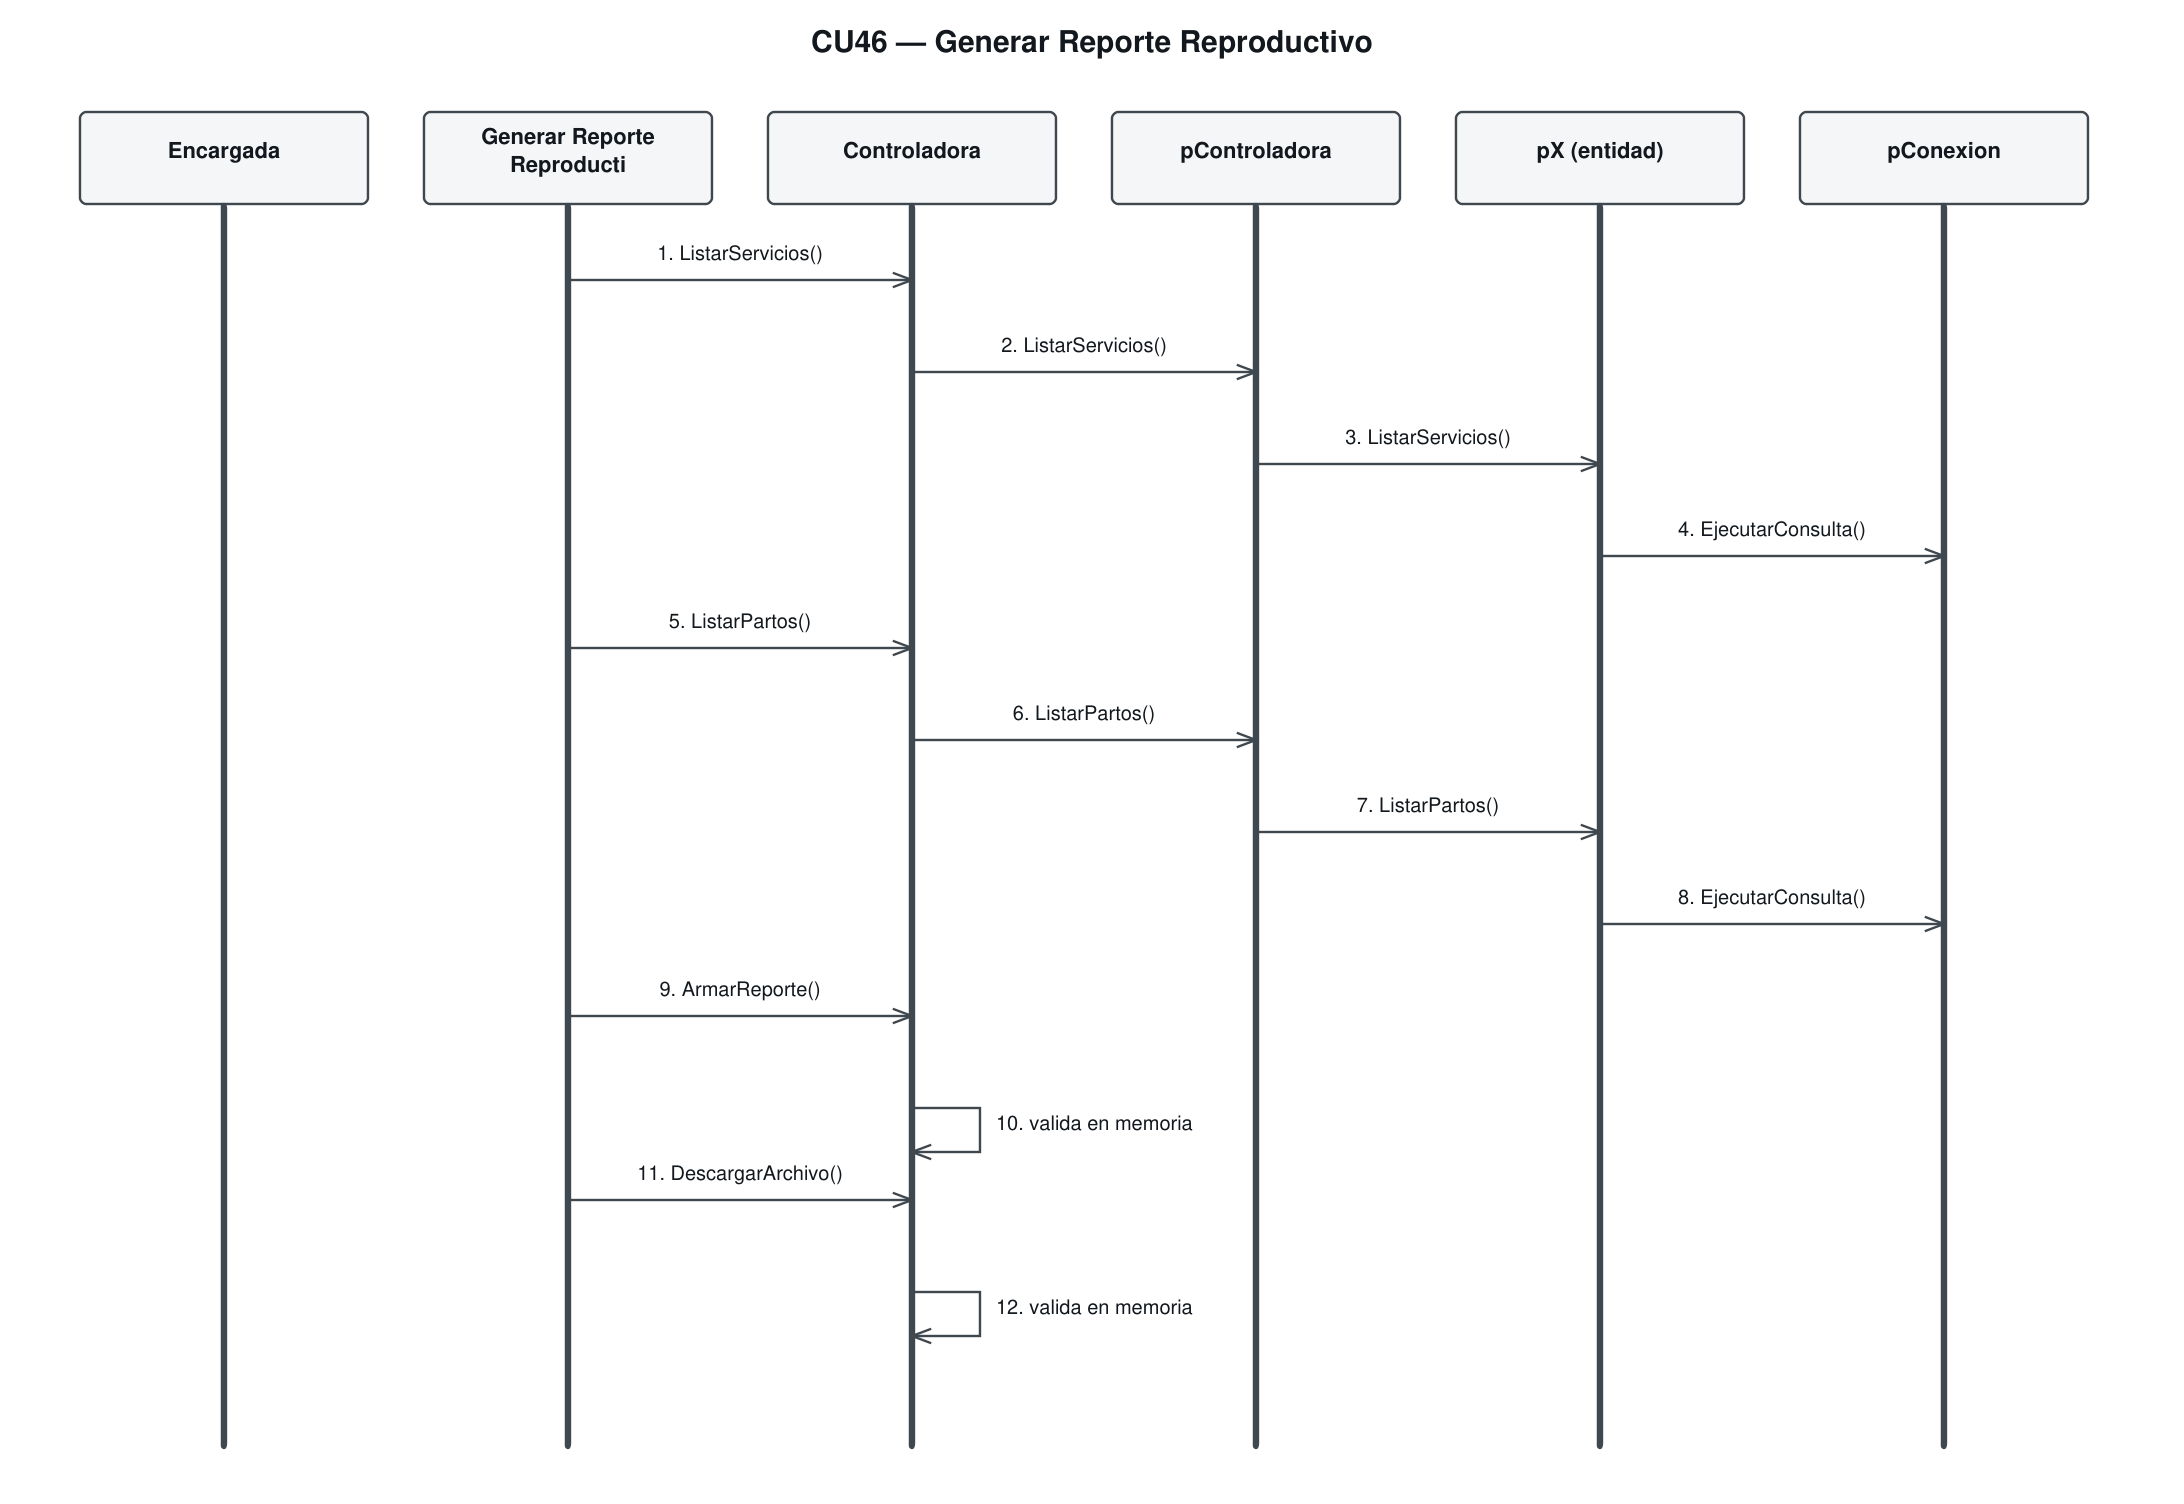 CU46 — Generar Reporte Reproductivo
Encargada
Generar Reporte
Reproducti
Controladora
pControladora
pX (entidad)
pConexion
1. ListarServicios()
2. ListarServicios()
3. ListarServicios()
4. EjecutarConsulta()
5. ListarPartos()
6. ListarPartos()
7. ListarPartos()
8. EjecutarConsulta()
9. ArmarReporte()
10. valida en memoria
11. DescargarArchivo()
12. valida en memoria